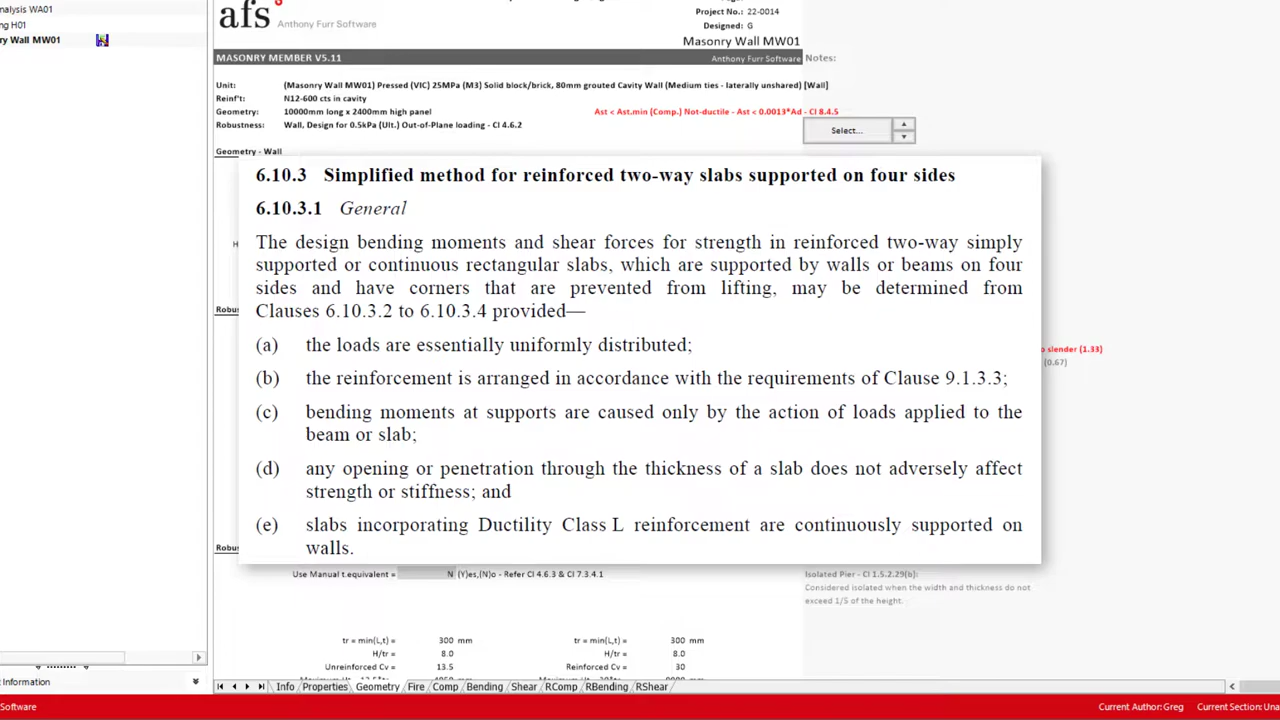 nalysis WA01
ng H01
ry Wall MW01
afs
Anthony Furr Software
Project No.: 22-0014
Designed: G
Masonry Wall MW01
MASONRY MEMBER V5.11
Anthony Furr Software
Notes:
Unit: (Masonry Wall MW01) Pressed (VIC) 25MPa (M3) Solid block/brick, 80mm grouted Cavity Wall (Medium ties - laterally unshared) [Wall]
Reinf't: N12-600 cts in cavity
Geometry: 10000mm long x 2400mm high panel
Ast < Ast.min (Comp.) Not-ductile - Ast < 0.0013*Ad - Cl 8.4.5
Robustness: Wall, Design for 0.5kPa (Ult.) Out-of-Plane loading - Cl 4.6.2
Select...
Geometry - Wall
6.10.3 Simplified method for reinforced two-way slabs supported on four sides
6.10.3.1 General
The design bending moments and shear forces for strength in reinforced two-way simply
supported or continuous rectangular slabs, which are supported by walls or beams on four
sides and have corners that are prevented from lifting, may be determined from
Clauses 6.10.3.2 to 6.10.3.4 provided—
(a) the loads are essentially uniformly distributed;
(b) the reinforcement is arranged in accordance with the requirements of Clause 9.1.3.3;
(c) bending moments at supports are caused only by the action of loads applied to the
beam or slab;
(d) any opening or penetration through the thickness of a slab does not adversely affect
strength or stiffness; and
(e) slabs incorporating Ductility Class L reinforcement are continuously supported on
walls.
H
Robus
o slender (1.33)
(0.67)
Robus
Use Manual t.equivalent = N (Y)es,(N)o - Refer Cl 4.6.3 & Cl 7.3.4.1
Isolated Pier - Cl 1.5.2.29(b):
Considered isolated when the width and thickness do not
exceed 1/5 of the height.
tr = min(L,t) = 300 mm tr = min(L,t) = 300 mm
H/tr = 8.0 H/tr = 8.0
Unreinforced Cv = 13.5 Reinforced Cv = 30
nformation
Info Properties Geometry Fire Comp Bending Shear RComp RBending RShear
Software
Current Author: Greg Current Section: Una